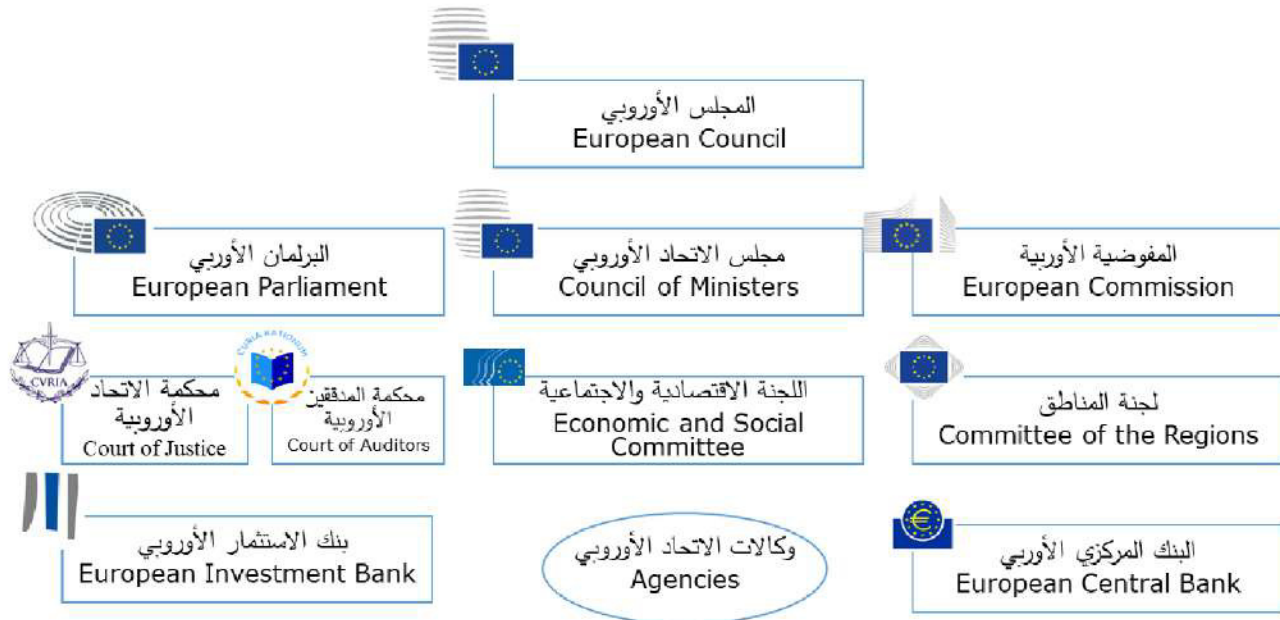 المجلس الأوروبي
European Council
البرلمان الأوربي
European Parliament
مجلس الاتحاد الأوروبي
Council of Ministers
المفوضية الأوربية
European Commission
CVRIA
محكمة الاتحاد
الأوروبية
Court of Justice
CURIA RATIONUM
محكمة المدققين
الأوروبية
Court of Auditors
اللجنة الاقتصادية والاجتماعية
Economic and Social
Committee
لجنة المناطق
Committee of the Regions
بنك الاستثمار الأوروبي
European Investment Bank
وكالات الاتحاد الأوروبي
Agencies
€
البنك المركزي الأوربي
European Central Bank